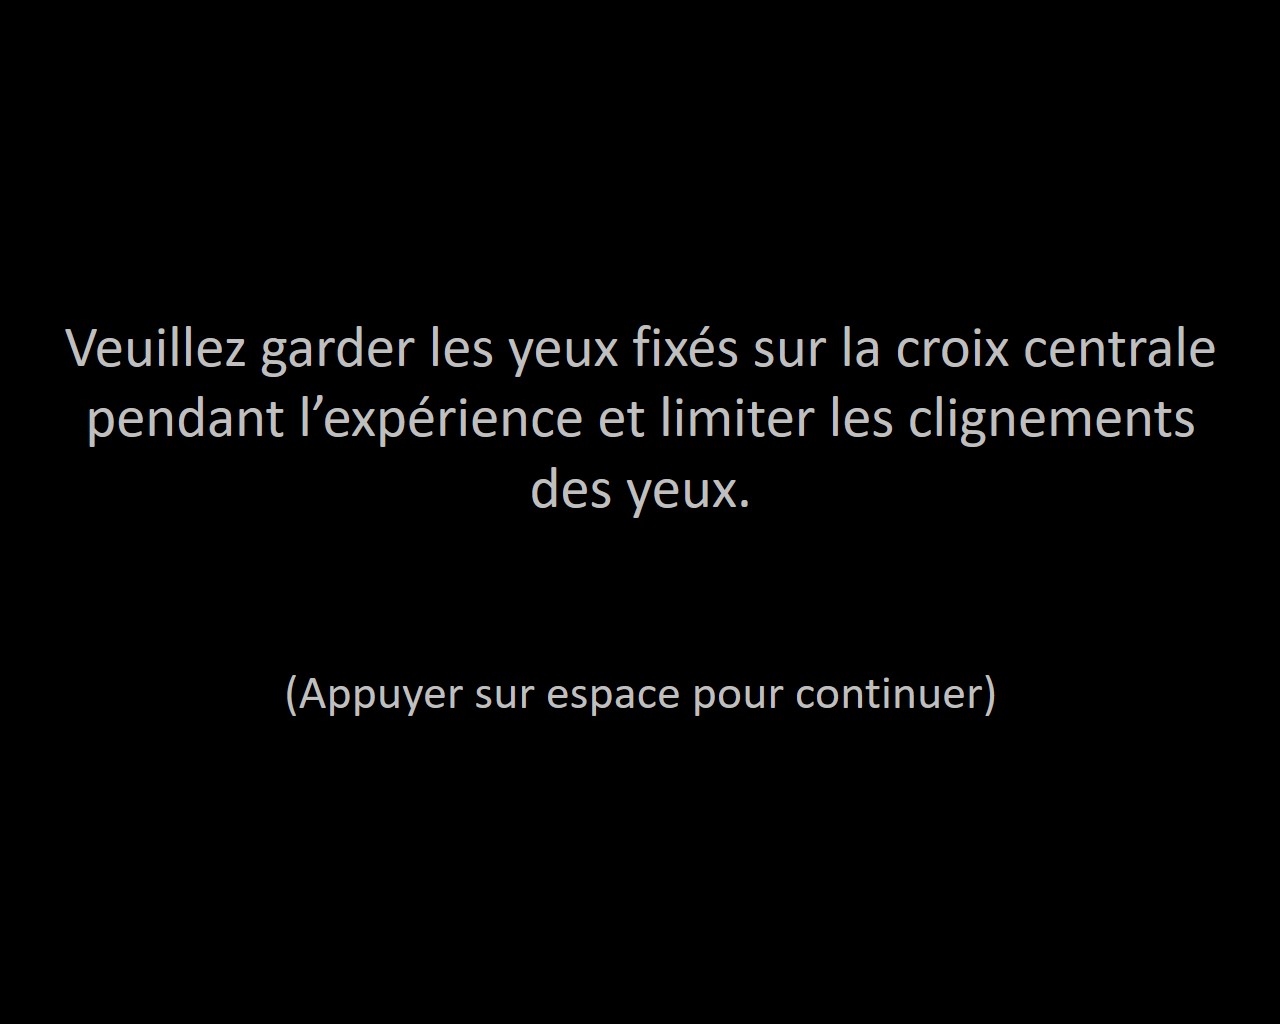 Veuillez garder les yeux fixés sur la croix centrale
pendant l’expérience et limiter les clignements
des yeux.
(Appuyer sur espace pour continuer)